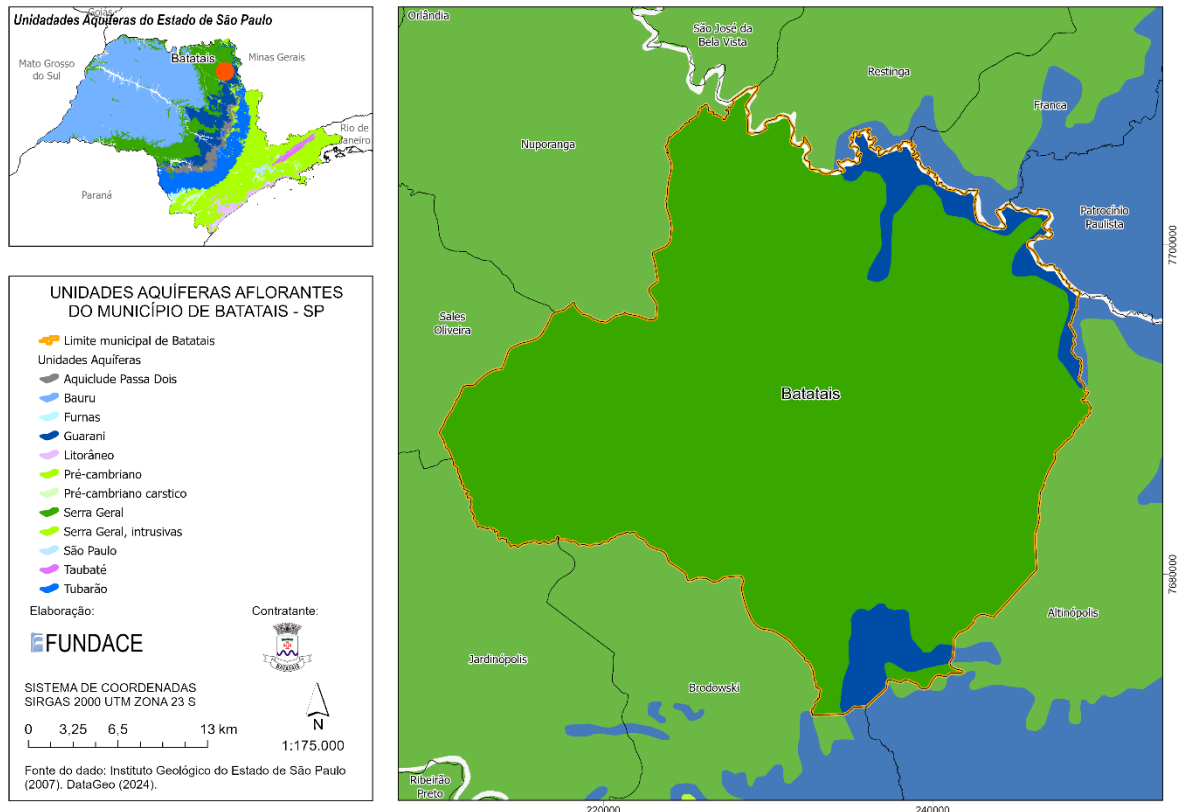 Unidadades Aquíferas do Estado de São Paulo
Goiás
Batatais
Minas Gerais
Mato Grosso
do Sul
Rio de
Janeiro
Paraná
UNIDADES AQUÍFERAS AFLORANTES
DO MUNICÍPIO DE BATATAIS - SP
Limite municipal de Batatais
Unidades Aquíferas
Aquiclude Passa Dois
Bauru
Furnas
Guarani
Litorâneo
Pré-cambriano
Pré-cambriano carstico
Serra Geral
Serra Geral, intrusivas
São Paulo
Taubaté
Tubarão
Elaboração:
Contratante:
FUNDACE
BATATAIS
SISTEMA DE COORDENADAS
SIRGAS 2000 UTM ZONA 23 S
0 3,25 6,5 13 km
N
1:175.000
Fonte do dado: Instituto Geológico do Estado de São Paulo
(2007). DataGeo (2024).
Orlândia
São José da
Bela Vista
Restinga
Franca
Nuporanga
Patrocínio
Paulista
7700000
Sales
Oliveira
Batatais
7680000
Altinópolis
Jardinópolis
Brodowski
Ribeirão
Preto
220000
240000